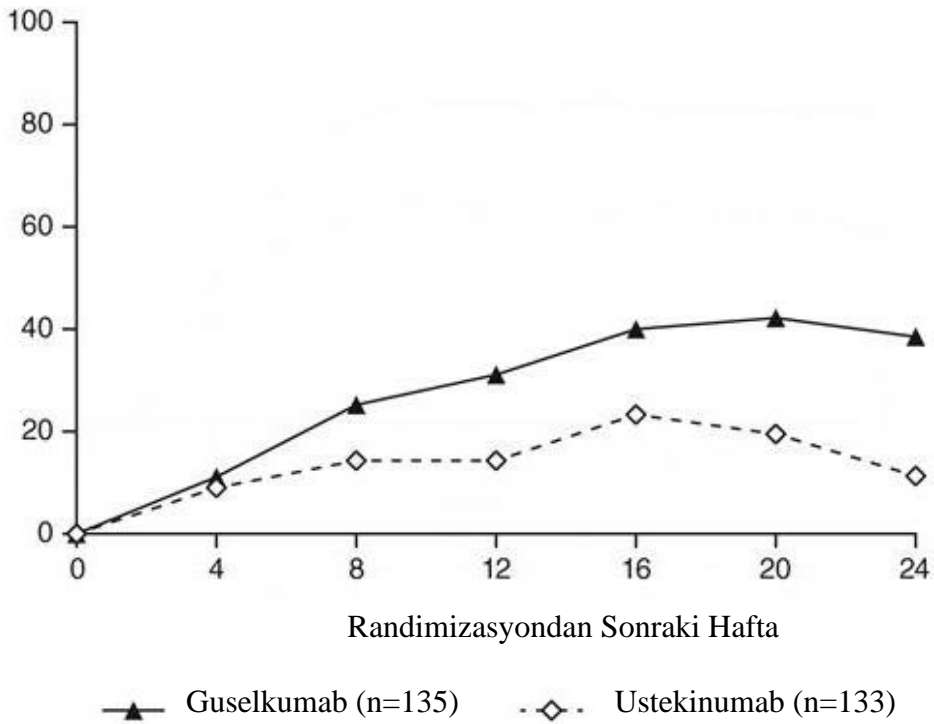 100
80
60
40
20
0
0 4 8 12 16 20 24
Randimizasyondan Sonraki Hafta
Guselkumab (n=135) Ustekinumab (n=133)